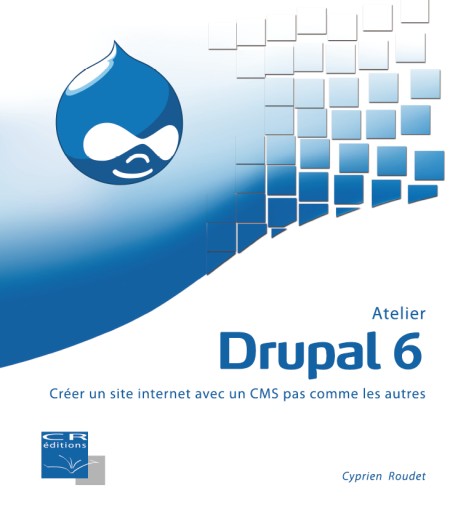 Atelier
Drupal 6
Créer un site internet avec un CMS pas comme les autres
CR
éditions
Cyprien Roudet